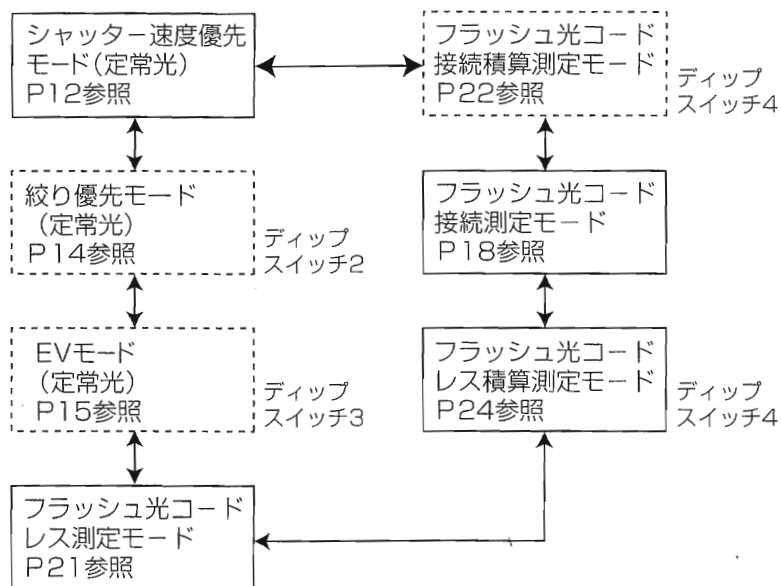 シャッター速度優先
モード(定常光)
P12参照
絞り優先モード
(定常光)
P14参照
ディップ
スイッチ2
EVモード
(定常光)
P15参照
ディップ
スイッチ3
フラッシュ光コード
レス測定モード
P21参照
フラッシュ光コード
接続積算測定モード
P22参照
ディップ
スイッチ4
フラッシュ光コード
接続測定モード
P18参照
フラッシュ光コード
レス積算測定モード
P24参照
ディップ
スイッチ4